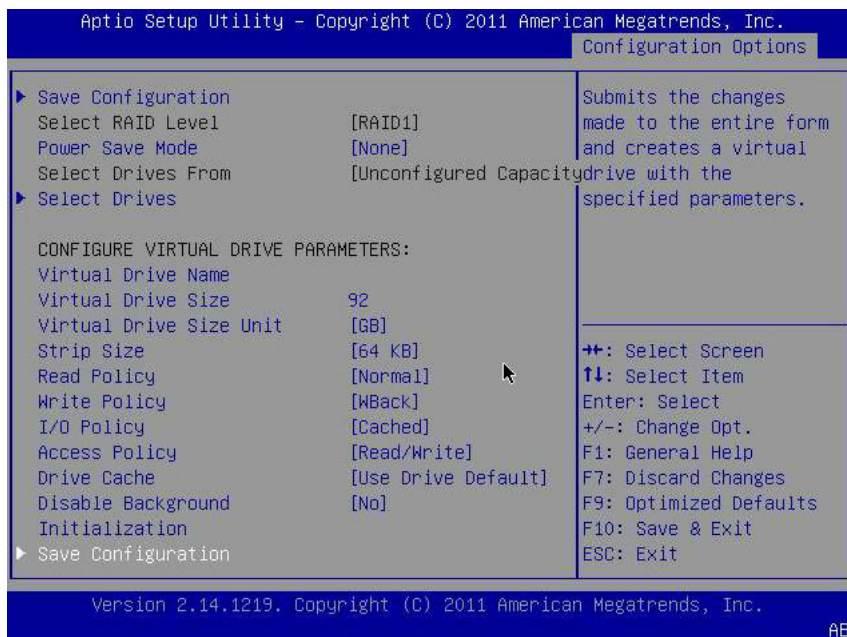 Aptio Setup Utility – Copyright (C) 2011 American Megatrends, Inc.
Configuration Options
Save Configuration
Select RAID Level [RAID1]
Power Save Mode [None]
Select Drives From [Unconfigured Capacity
Select Drives
CONFIGURE VIRTUAL DRIVE PARAMETERS:
Virtual Drive Name
Virtual Drive Size 92
Virtual Drive Size Unit [GB]
Strip Size [64 KB]
Read Policy [Normal]
Write Policy [WBack]
I/O Policy [Cached]
Access Policy [Read/Write]
Drive Cache [Use Drive Default]
Disable Background [No]
Initialization
Save Configuration
Submits the changes
made to the entire form
and creates a virtual
drive with the
specified parameters.
→←: Select Screen
↑↓: Select Item
Enter: Select
+/-: Change Opt.
F1: General Help
F7: Discard Changes
F9: Optimized Defaults
F10: Save & Exit
ESC: Exit
Version 2.14.1219. Copyright (C) 2011 American Megatrends, Inc.